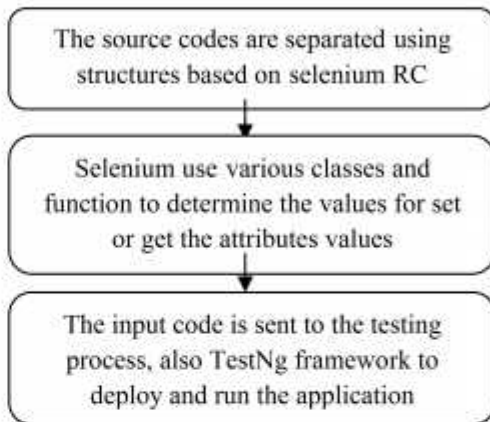 The source codes are separated using
structures based on selenium RC
Selenium use various classes and
function to determine the values for set
or get the attributes values
The input code is sent to the testing
process, also TestNg framework to
deploy and run the application